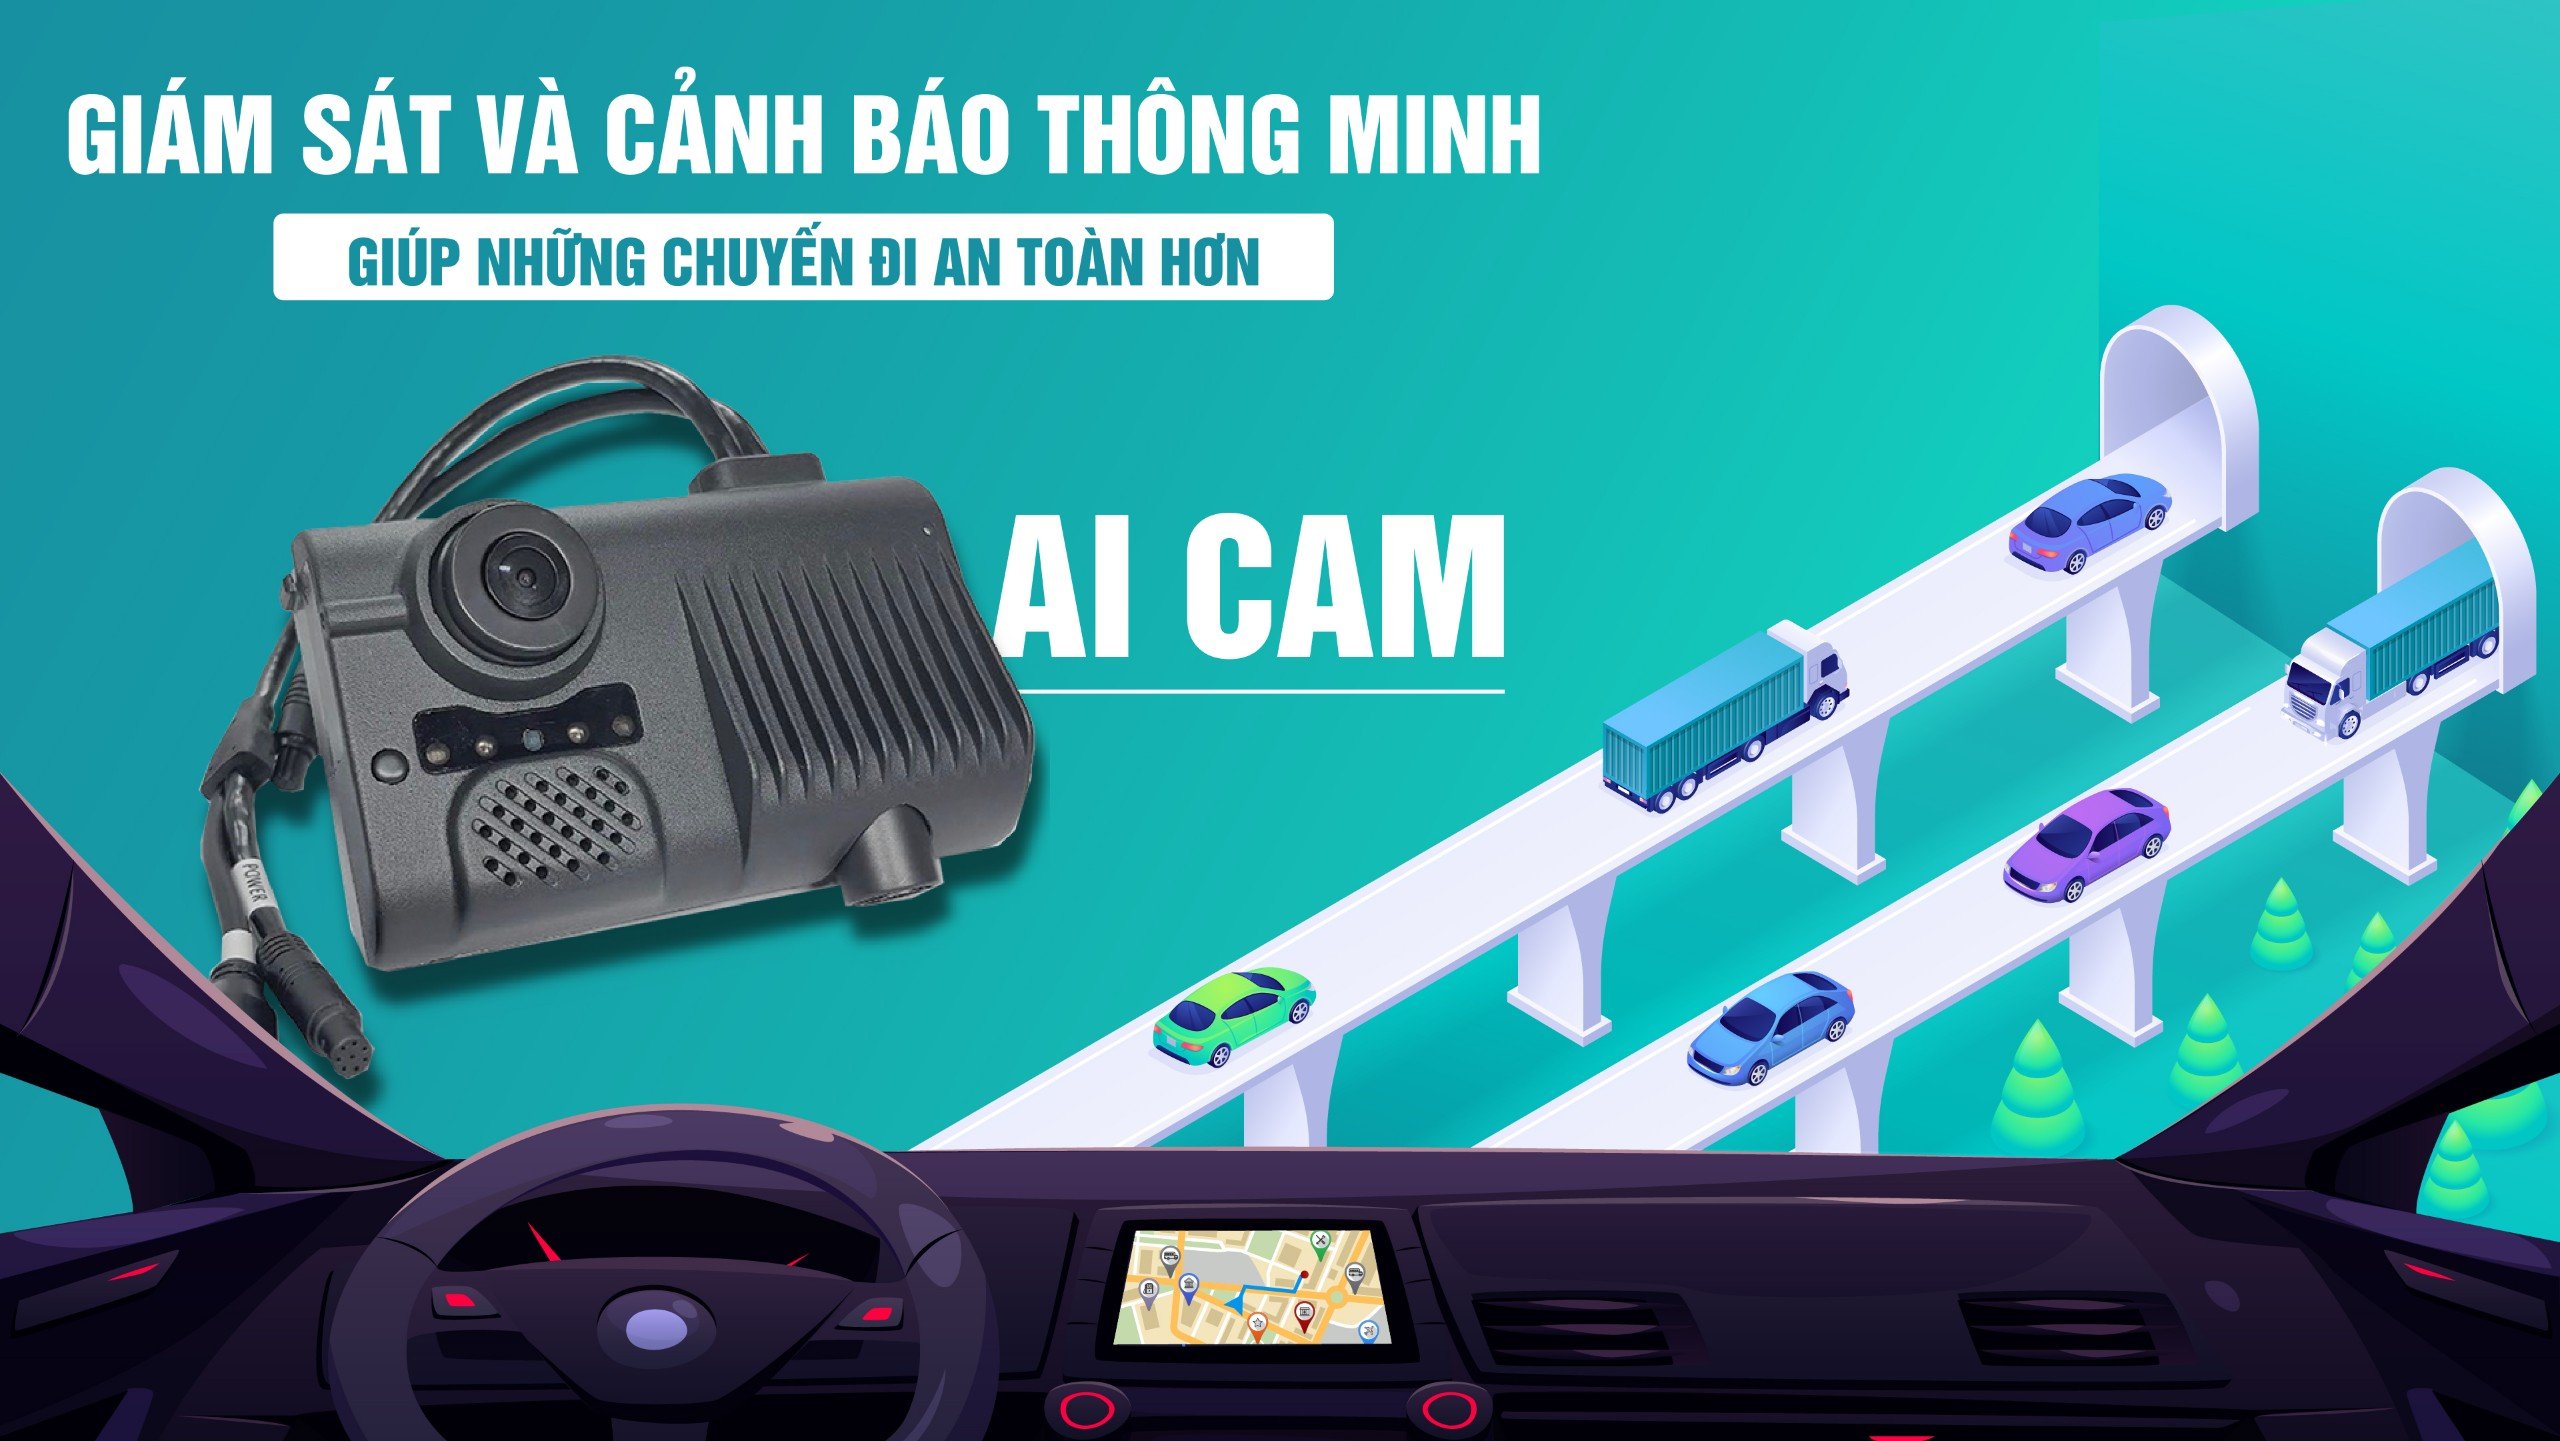 GIÁM SÁT VÀ CẢNH BÁO THÔNG MINH
GIÚP NHỮNG CHUYẾN ĐI AN TOÀN HƠN
AI CAM
POWER